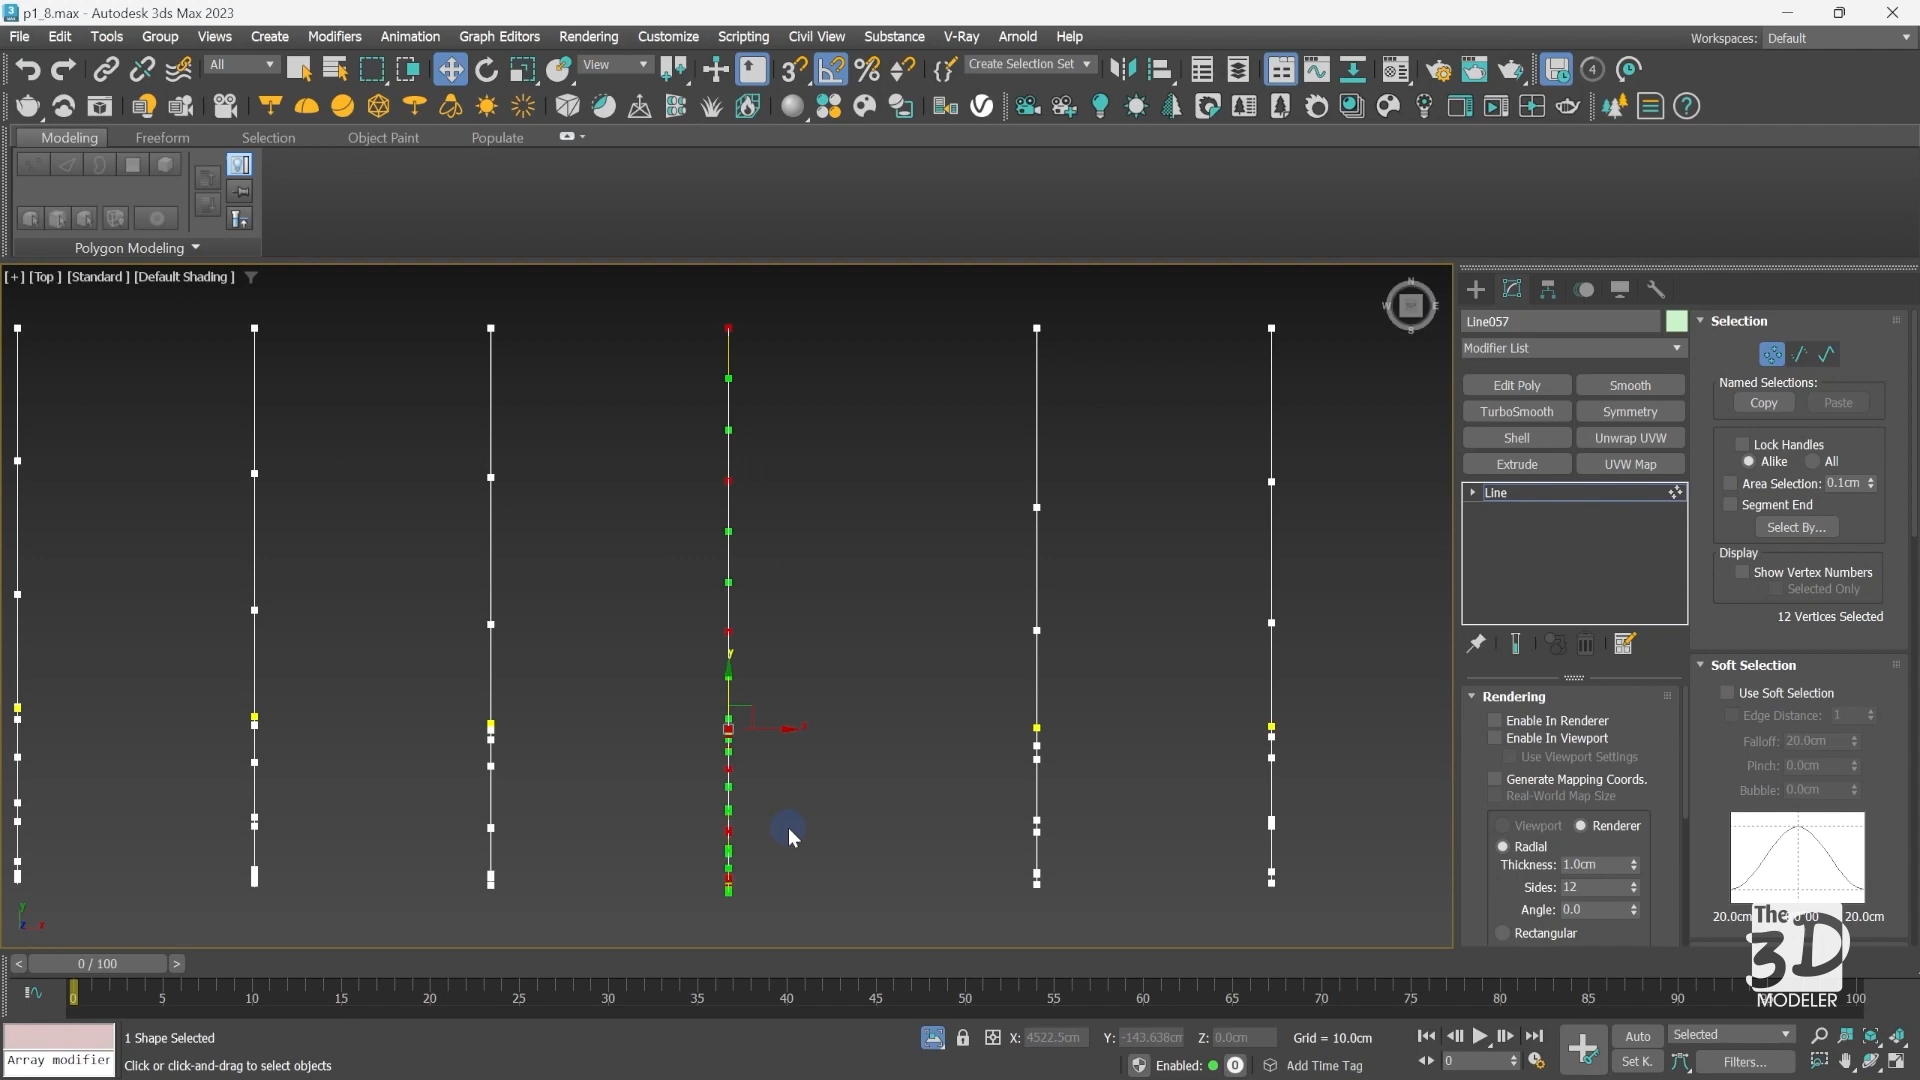 p1_8.max - Autodesk 3ds Max 2023
File Edit Tools Group Views Create Modifiers Animation Graph Editors Rendering Customize Scripting Civil View Substance V-Ray Arnold Help
Workspaces: Default
All
View
Create Selection Set
4
Modeling Freeform Selection Object Paint Populate
Polygon Modeling
[+] [Top ] [Standard ] [Default Shading ]
N
W
E
S
Line057
Modifier List
Edit Poly
Smooth
TurboSmooth
Symmetry
Shell
Unwrap UVW
Extrude
UVW Map
Line
Rendering
Enable In Renderer
Enable In Viewport
Use Viewport Settings
Generate Mapping Coords.
Real-World Map Size
Viewport
Renderer
Radial
Thickness: 1.0cm
Sides: 12
Angle: 0.0
Rectangular
Selection
Named Selections:
Copy
Paste
Lock Handles
Alike
All
Area Selection: 0.1cm
Segment End
Select By...
Display
Show Vertex Numbers
Selected Only
12 Vertices Selected
Soft Selection
Use Soft Selection
Edge Distance: 1
Falloff: 20.0cm
Pinch: 0.0cm
Bubble: 0.0cm
20.0cm
20.0cm
The
3D
MODELER
y
x
y
z
x
< 0 / 100 >
0 5 10 15 20 25 30 35 40 45 50 55 60 65 70 75 80 85 90 100
Array modifier
1 Shape Selected
Click or click-and-drag to select objects
X: 4522.5cm Y: -143.638cm Z: 0.0cm Grid = 10.0cm
Enabled: 0 Add Time Tag
0
Auto
Selected
Set K.
Filters...